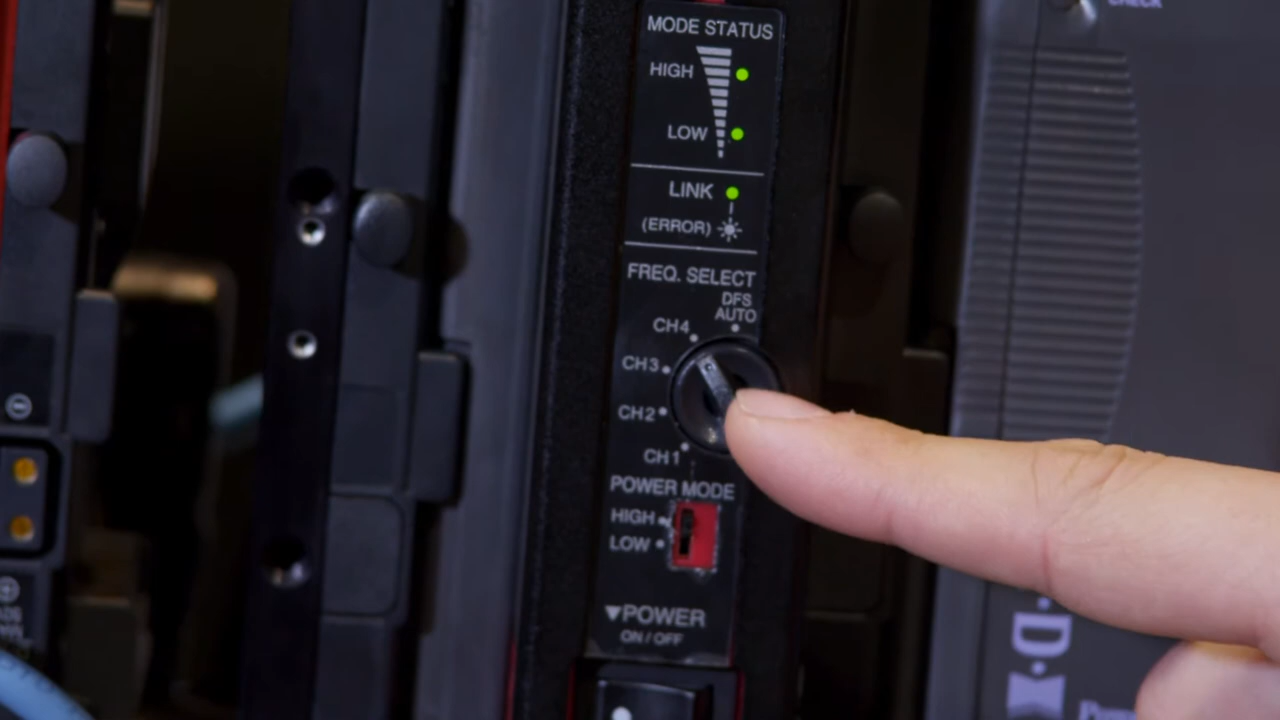 CHECK
MODE STATUS
HIGH
LOW
LINK
(ERROR)
FREQ. SELECT
DFS
AUTO
CH4
CH3
CH2
CH1
POWER MODE
HIGH
LOW
▼POWER
ON/OFF
D·